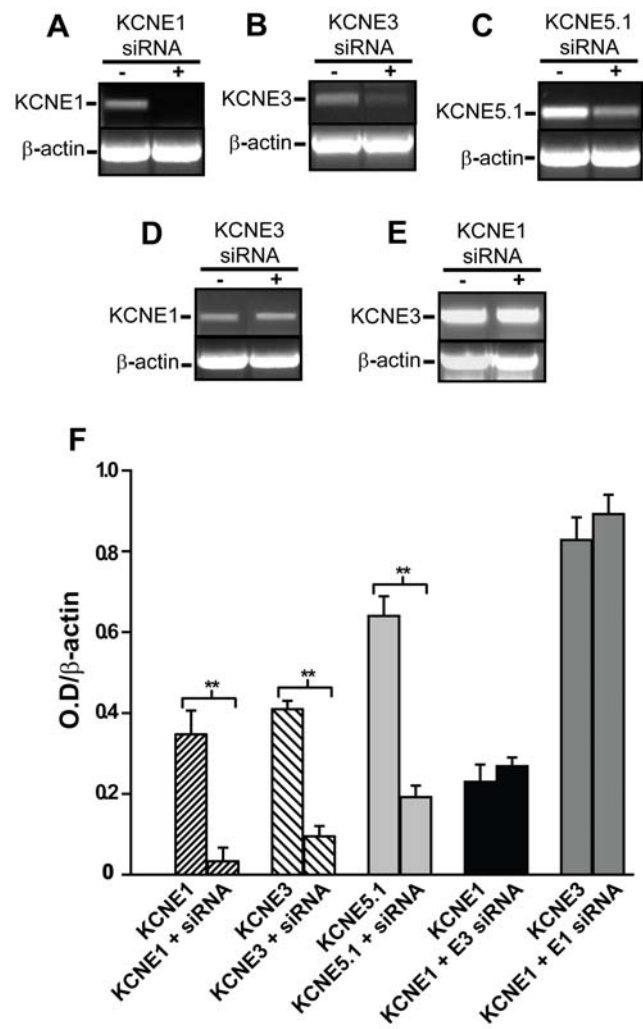 A
KCNE1
siRNA
- +
KCNE1
β-actin
B
KCNE3
siRNA
- +
KCNE3
β-actin
C
KCNE5.1
siRNA
- +
KCNE5.1
β-actin
D
KCNE3
siRNA
- +
KCNE1
β-actin
E
KCNE1
siRNA
- +
KCNE3
β-actin
F
O.D/β-actin
1.0
0.8
0.6
0.4
0.2
0
**
**
**
KCNE1
KCNE1 + siRNA
KCNE3
KCNE3 + siRNA
KCNE5.1
KCNE5.1 + siRNA
KCNE1
KCNE1 + E3 siRNA
KCNE3
KCNE1 + E1 siRNA